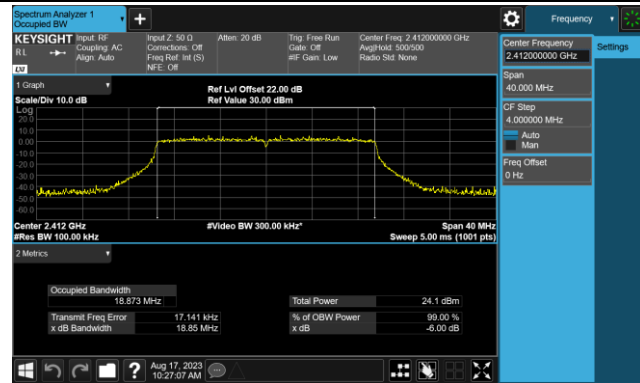 Spectrum Analyzer 1
Occupied BW
Frequency
KEYSIGHT
RL
LXI
Input: RF
Coupling: AC
Align: Auto
Input Z: 50 Ω
Corrections: Off
Freq Ref: Int (S)
NFE: Off
Atten: 20 dB
Trig: Free Run
Gate: Off
#IF Gain: Low
Center Freq: 2.412000000 GHz
Avg|Hold: 500/500
Radio Std: None
Center Frequency
2.412000000 GHz
Settings
Span
40.000 MHz
CF Step
4.000000 MHz
Auto
Man
Freq Offset
0 Hz
1 Graph
Scale/Div 10.0 dB
Ref Lvl Offset 22.00 dB
Ref Value 30.00 dBm
Log
20.0
10.0
0.00
-10.0
-20.0
-30.0
-40.0
-50.0
-60.0
Center 2.412 GHz
#Res BW 100.00 kHz
#Video BW 300.00 kHz*
Span 40 MHz
Sweep 5.00 ms (1001 pts)
2 Metrics
Occupied Bandwidth
18.873 MHz
Total Power 24.1 dBm
Transmit Freq Error 17.141 kHz
% of OBW Power 99.00 %
x dB Bandwidth 18.85 MHz
x dB -6.00 dB
?
Aug 17, 2023
10:27:07 AM